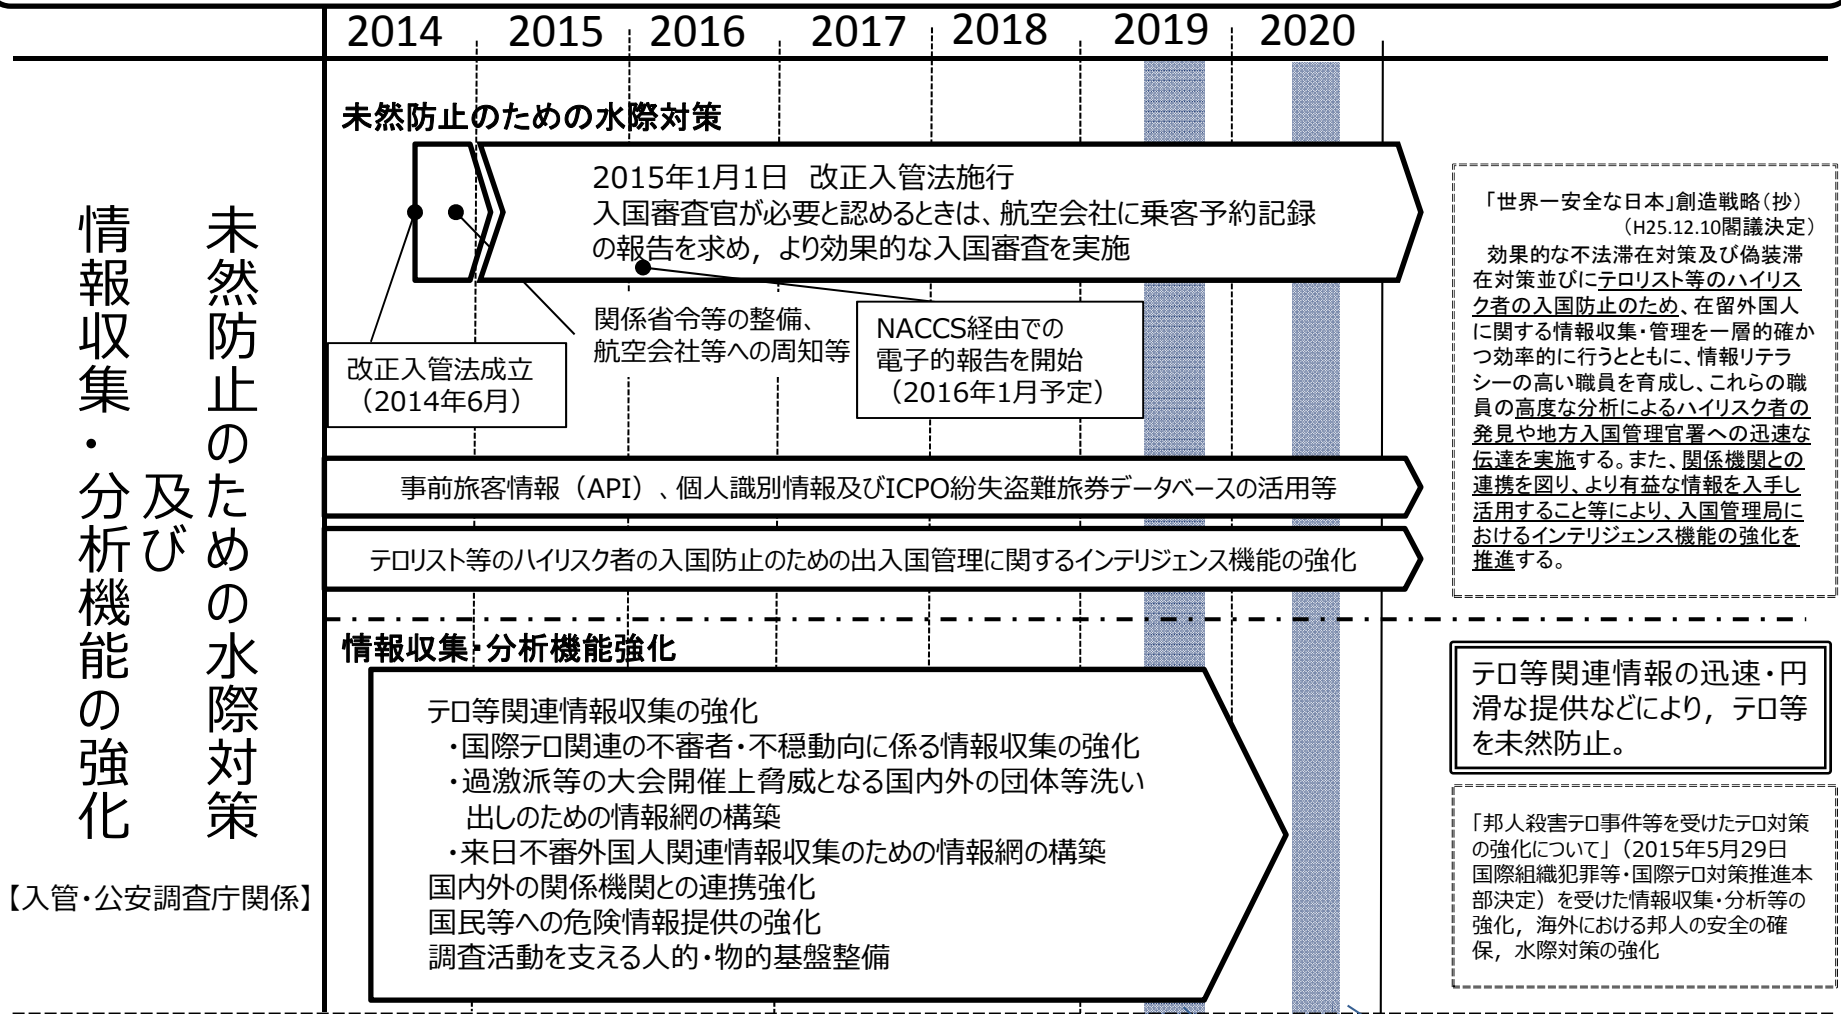 2014 2015 2016 2017 2018 2019 2020
未然防止のための水際対策
及び
情報収集・分析機能の強化
【入管・公安調査庁関係】
未然防止のための水際対策
2015年1月1日 改正入管法施行
入国審査官が必要と認めるときは、航空会社に乗客予約記録
の報告を求め，より効果的な入国審査を実施
関係省令等の整備、
航空会社等への周知等
改正入管法成立
（2014年6月）
NACCS経由での
電子的報告を開始
（2016年1月予定）
事前旅客情報（API）、個人識別情報及びICPO紛失盗難旅券データベースの活用等
テロリスト等のハイリスク者の入国防止のための出入国管理に関するインテリジェンス機能の強化
「世界一安全な日本」創造戦略（抄）
（H25.12.10閣議決定）
効果的な不法滞在対策及び偽装滞
在対策並びにテロリスト等のハイリス
ク者の入国防止のため、在留外国人
に関する情報収集・管理を一層的確か
つ効率的に行うとともに、情報リテラ
シーの高い職員を育成し、これらの職
員の高度な分析によるハイリスク者の
発見や地方入国管理官署への迅速な
伝達を実施する。また、関係機関との
連携を図り、より有益な情報を入手し
活用すること等により、入国管理局に
おけるインテリジェンス機能の強化を
推進する。
情報収集・分析機能強化
テロ等関連情報収集の強化
・国際テロ関連の不審者・不穏動向に係る情報収集の強化
・過激派等の大会開催上脅威となる国内外の団体等洗い
出しのための情報網の構築
・来日不審外国人関連情報収集のための情報網の構築
国内外の関係機関との連携強化
国民等への危険情報提供の強化
調査活動を支える人的・物的基盤整備
テロ等関連情報の迅速・円
滑な提供などにより，テロ等
を未然防止。
「邦人殺害テロ事件等を受けたテロ対策
の強化について」（2015年5月29日
国際組織犯罪等・国際テロ対策推進本
部決定）を受けた情報収集・分析等の
強化，海外における邦人の安全の確
保，水際対策の強化